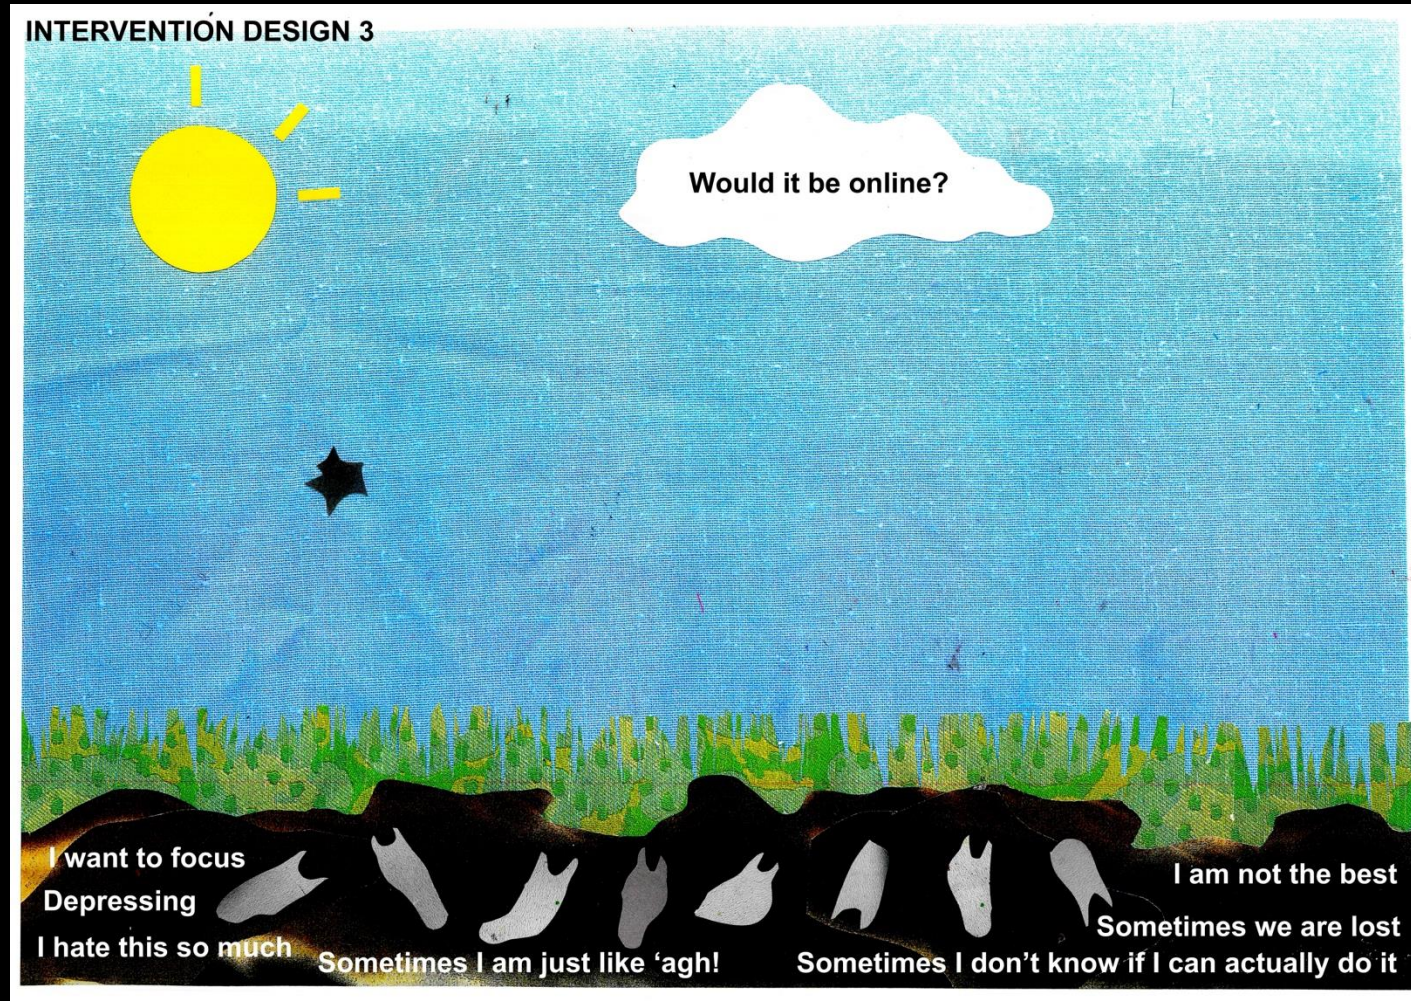 INTERVENTIÓN DESIGN 3
Would it be online?
I want to focus
Depressing
I hate this so much
Sometimes I am just like ‘agh!
I am not the best
Sometimes we are lost
Sometimes I don’t know if I can actually do it